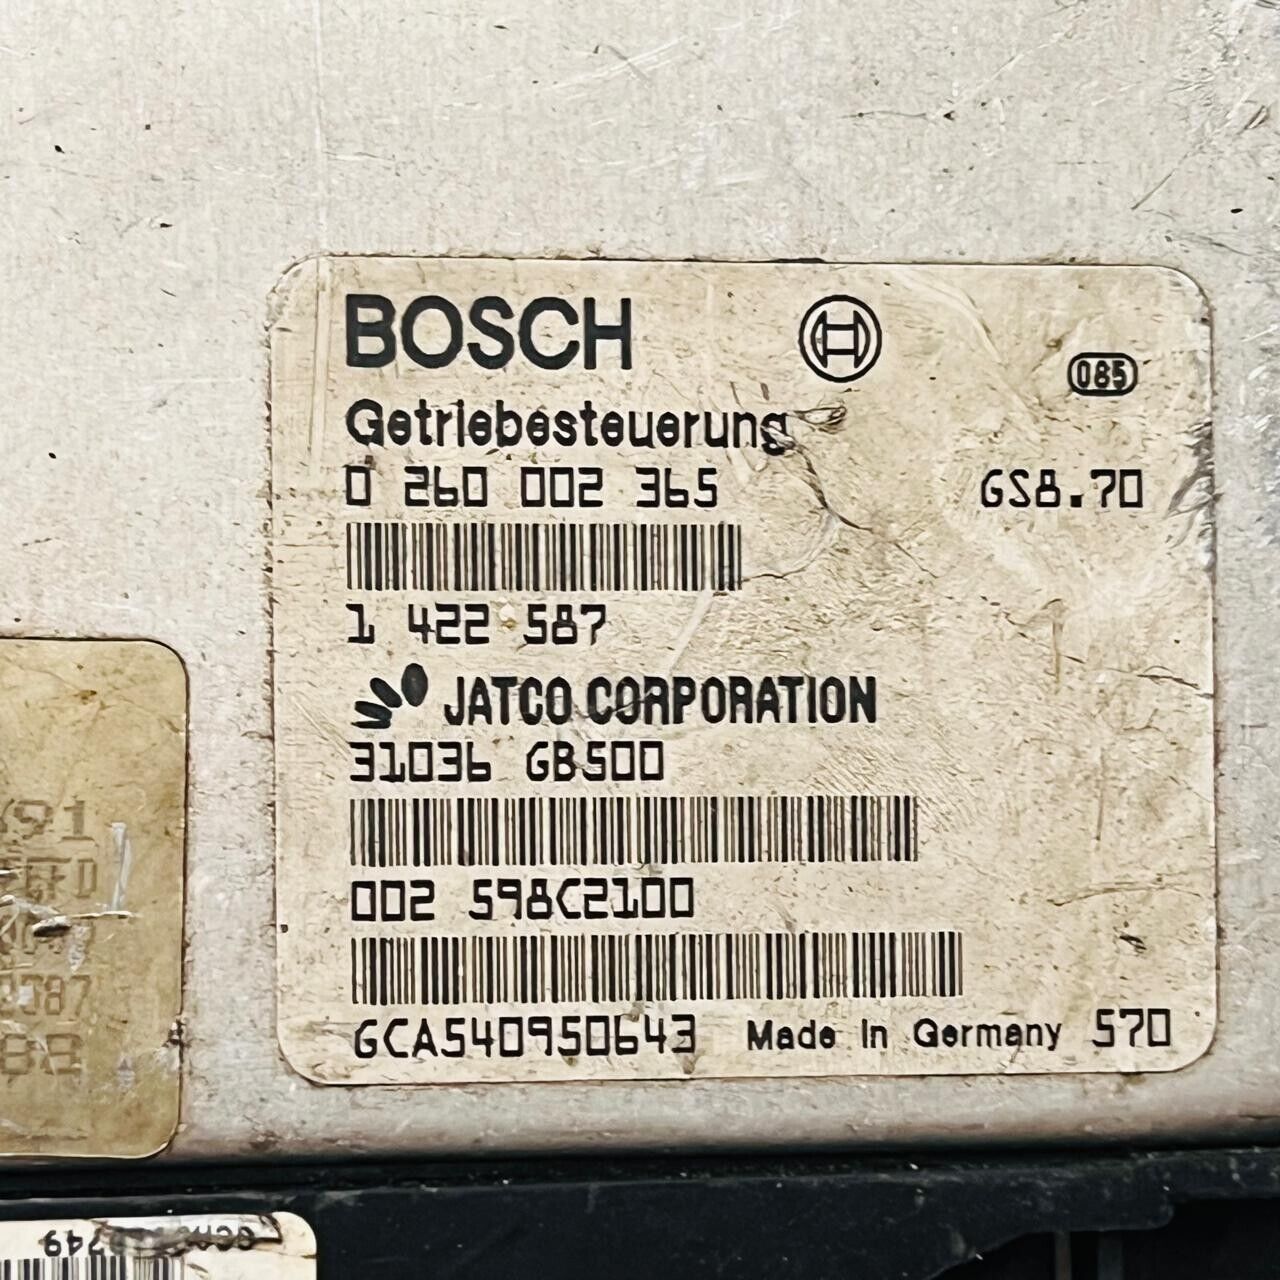 BOSCH
085
Getriebesteuerung
0 260 002 365 GS8.70
1 422 587
JATCO CORPORATION
31036 GB500
002 598C2100
GCA540950643 Made in Germany 570